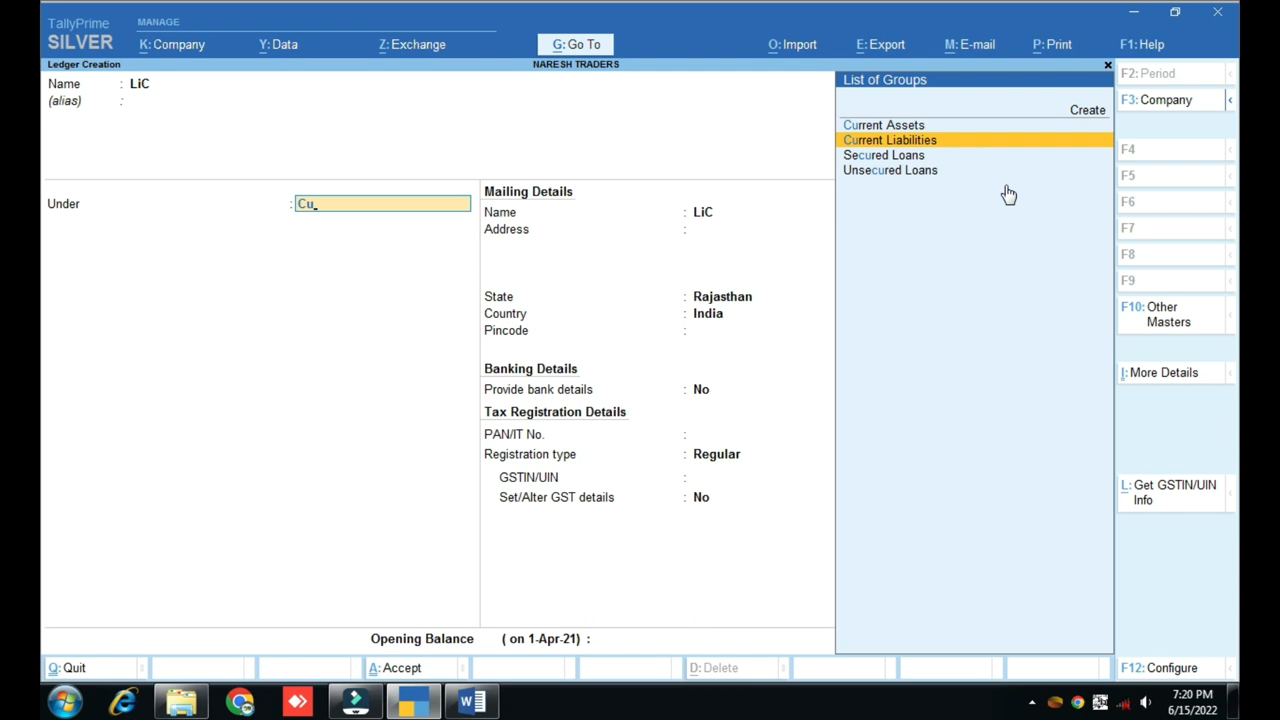 TallyPrime
MANAGE
SILVER
K: Company
Y: Data
Z: Exchange
G: Go To
O: Import
E: Export
M: E-mail
P: Print
F1: Help
Ledger Creation
NARESH TRADERS
Name : LiC
(alias) :
Under : Cu
Mailing Details
Name : LiC
Address :
State : Rajasthan
Country : India
Pincode :
Banking Details
Provide bank details : No
Tax Registration Details
PAN/IT No. :
Registration type : Regular
GSTIN/UIN :
Set/Alter GST details : No
Opening Balance ( on 1-Apr-21) :
List of Groups
Create
Current Assets
Current Liabilities
Secured Loans
Unsecured Loans
F2: Period
F3: Company
F4
F5
F6
F7
F8
F9
F10: Other
Masters
I: More Details
L: Get GSTIN/UIN
Info
Q: Quit
A: Accept
D: Delete
F12: Configure
7:20 PM
6/15/2022